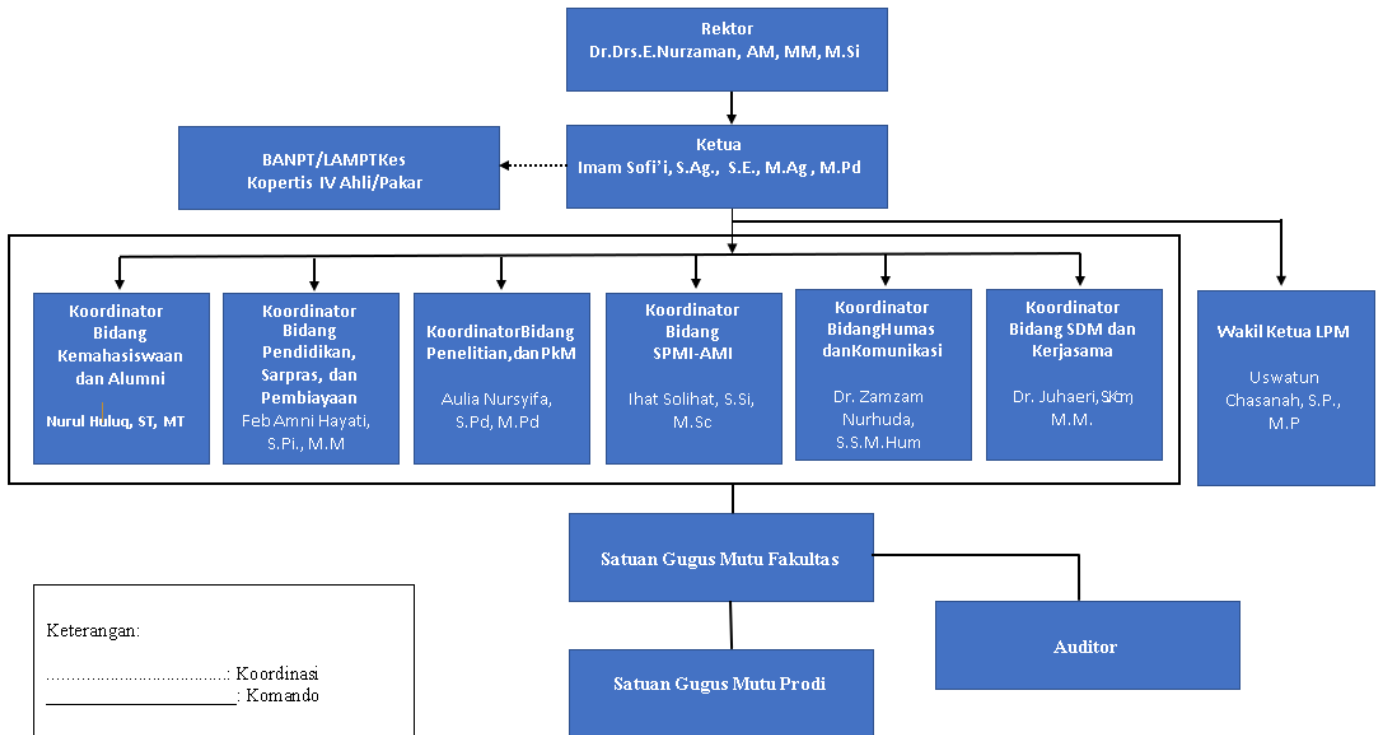 Rektor
Dr.Drs.E.Nurzaman, AM, MM, M.Si
Ketua
Imam Sofi'i, S.Ag., S.E., M.Ag , M.Pd
BANPT/LAMPTKes
Kopertis IV Ahli/Pakar
Koordinator
Bidang
Kemahasiswaan
dan Alumni
Nurul Huluq, ST, MT
Koordinator
Bidang
Pendidikan,
Sarpras, dan
Pembiayaan
Feb Amni Hayati,
S.Pi., M.M
KoordinatorBidang
Penelitian,dan PkM
Aulia Nursyifa,
S.Pd, M.Pd
Koordinator
Bidang
SPMI-AMI
Ihat Solihat, S.Si,
M.Sc
Koordinator
BidangHumas
danKomunikasi
Dr. Zamzam
Nurhuda,
S.S.M.Hum
Koordinator
Bidang SDM dan
Kerjasama
Dr. Juhaeri,
M.M.
Wakil Ketua LPM
Uswatun
Chasanah, S.P.,
M.P
Satuan Gugus Mutu Fakultas
Auditor
Satuan Gugus Mutu Prodi
Keterangan:
....................................: Koordinasi
____________________: Komando